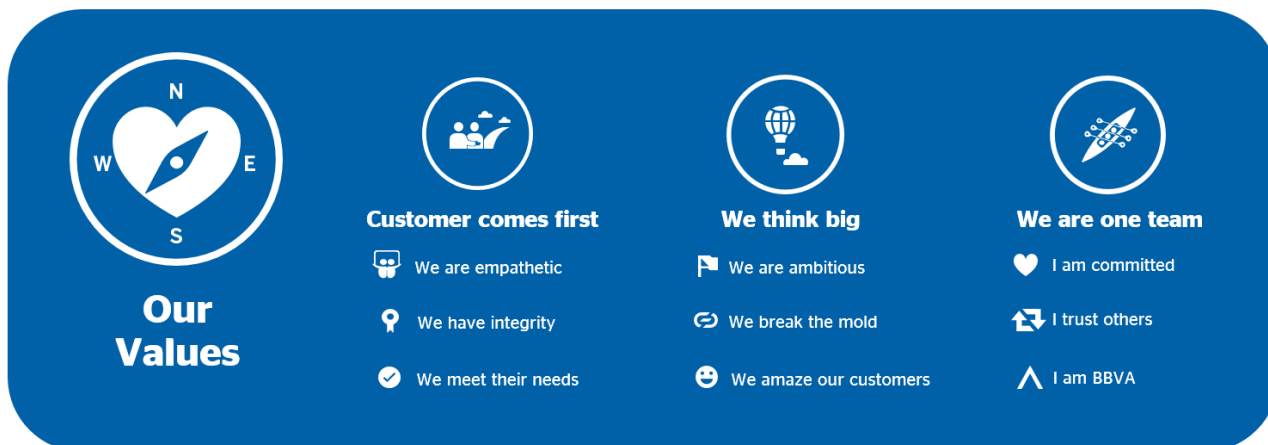 N
W
E
S
Our
Values
Customer comes first
We are empathetic
We have integrity
We meet their needs
We think big
We are ambitious
We break the mold
We amaze our customers
We are one team
I am committed
I trust others
I am BBVA